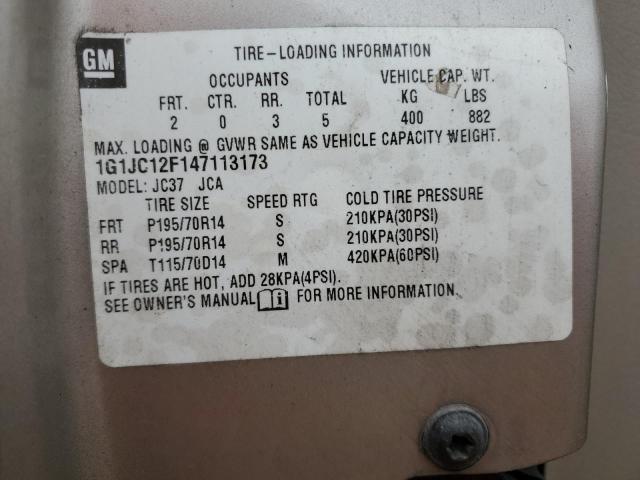 GM
TIRE-LOADING INFORMATION
OCCUPANTS VEHICLE CAP. WT.
FRT. CTR. RR. TOTAL KG LBS
2 0 3 5 400 882
MAX. LOADING @ GVWR SAME AS VEHICLE CAPACITY WEIGHT.
1G1JC12F147113173
MODEL: JC37 JCA
TIRE SIZE SPEED RTG COLD TIRE PRESSURE
FRT P195/70R14 S 210KPA(30PSI)
RR P195/70R14 S 210KPA(30PSI)
SPA T115/70D14 M 420KPA(60PSI)
IF TIRES ARE HOT, ADD 28KPA(4PSI).
SEE OWNER'S MANUAL FOR MORE INFORMATION.